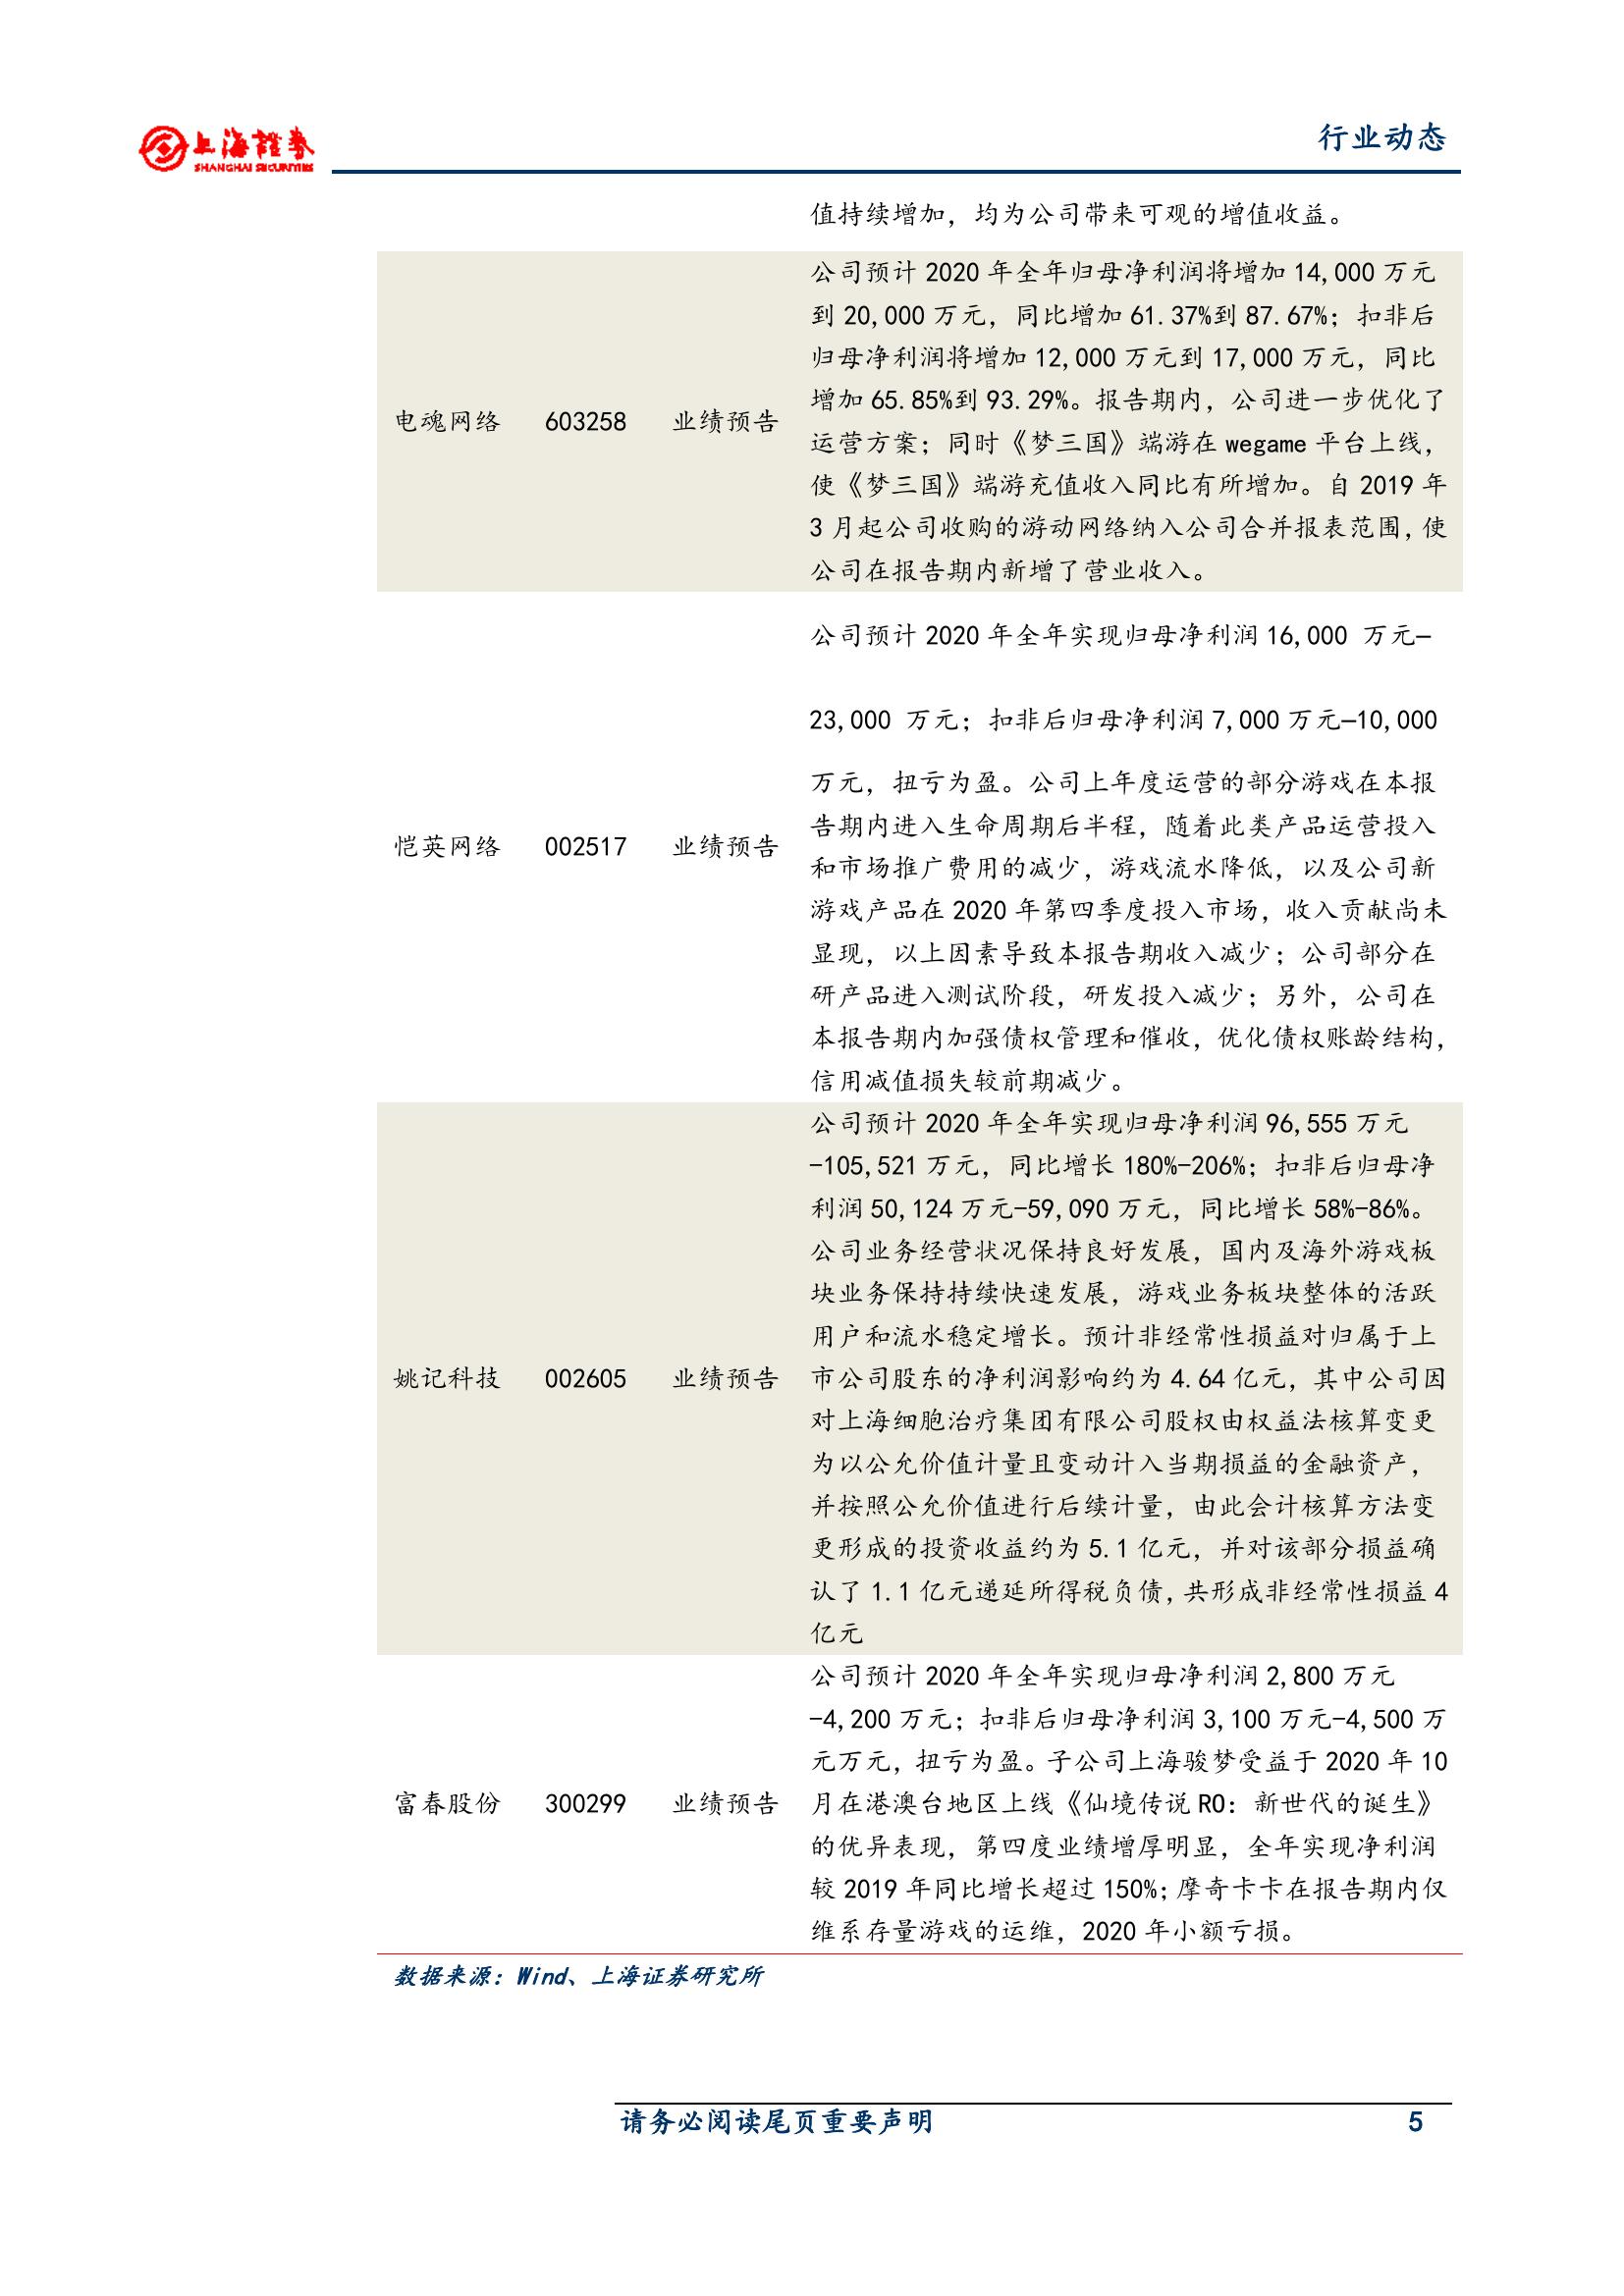 上海證券
SHANGHAI SECURITIES
行业动态
值持续增加，均为公司带来可观的增值收益。
电魂网络 603258 业绩预告
公司预计 2020 年全年归母净利润将增加 14,000 万元
到 20,000 万元，同比增加 61.37%到 87.67%；扣非后
归母净利润将增加 12,000 万元到 17,000 万元，同比
增加 65.85%到 93.29%。报告期内，公司进一步优化了
运营方案；同时《梦三国》端游在 wegame 平台上线，
使《梦三国》端游充值收入同比有所增加。自 2019 年
3 月起公司收购的游动网络纳入公司合并报表范围，使
公司在报告期内新增了营业收入。
恺英网络 002517 业绩预告
公司预计 2020 年全年实现归母净利润 16,000 万元–
23,000 万元；扣非后归母净利润 7,000 万元–10,000
万元，扭亏为盈。公司上年度运营的部分游戏在本报
告期内进入生命周期后半程，随着此类产品运营投入
和市场推广费用的减少，游戏流水降低，以及公司新
游戏产品在 2020 年第四季度投入市场，收入贡献尚未
显现，以上因素导致本报告期收入减少；公司部分在
研产品进入测试阶段，研发投入减少；另外，公司在
本报告期内加强债权管理和催收，优化债权账龄结构，
信用减值损失较前期减少。
姚记科技 002605 业绩预告
公司预计 2020 年全年实现归母净利润 96,555 万元
-105,521 万元，同比增长 180%-206%；扣非后归母净
利润 50,124 万元-59,090 万元，同比增长 58%-86%。
公司业务经营状况保持良好发展，国内及海外游戏板
块业务保持持续快速发展，游戏业务板块整体的活跃
用户和流水稳定增长。预计非经常性损益对归属于上
市公司股东的净利润影响约为 4.64 亿元，其中公司因
对上海细胞治疗集团有限公司股权由权益法核算变更
为以公允价值计量且变动计入当期损益的金融资产，
并按照公允价值进行后续计量，由此会计核算方法变
更形成的投资收益约为 5.1 亿元，并对该部分损益确
认了 1.1 亿元递延所得税负债，共形成非经常性损益 4
亿元
富春股份 300299 业绩预告
公司预计 2020 年全年实现归母净利润 2,800 万元
-4,200 万元；扣非后归母净利润 3,100 万元-4,500 万
元万元，扭亏为盈。子公司上海骏梦受益于 2020 年 10
月在港澳台地区上线《仙境传说 RO：新世代的诞生》
的优异表现，第四度业绩增厚明显，全年实现净利润
较 2019 年同比增长超过 150%；摩奇卡卡在报告期内仅
维系存量游戏的运维，2020 年小额亏损。
数据来源：Wind、上海证券研究所
请务必阅读尾页重要声明 5